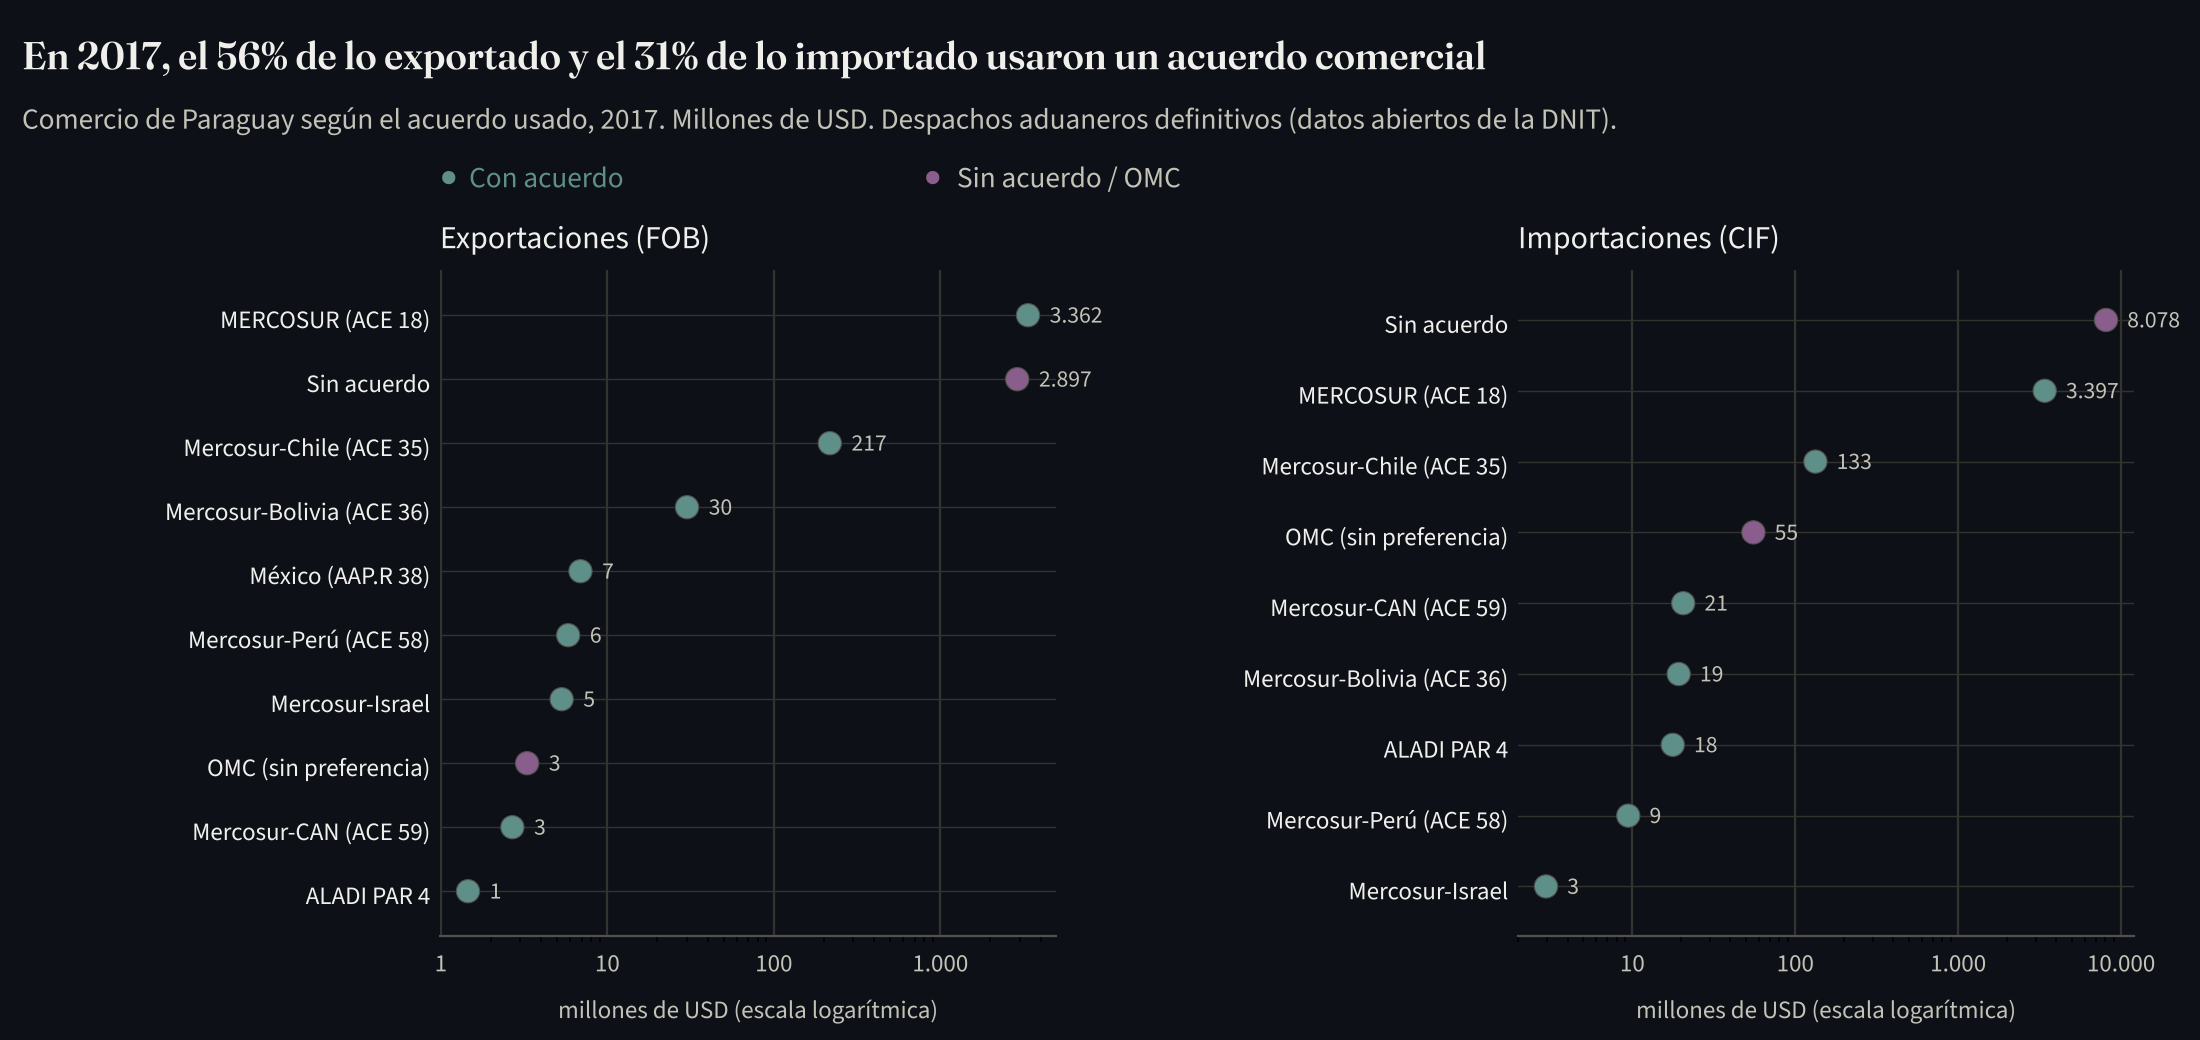 En 2017, el 56% de lo exportado y el 31% de lo importado usaron un acuerdo comercial
Comercio de Paraguay según el acuerdo usado, 2017. Millones de USD. Despachos aduaneros definitivos (datos abiertos de la DNIT).
Con acuerdo
Sin acuerdo / OMC
Exportaciones (FOB)
MERCOSUR (ACE 18) 3.362
Sin acuerdo 2.897
Mercosur-Chile (ACE 35) 217
Mercosur-Bolivia (ACE 36) 30
México (AAP.R 38) 7
Mercosur-Perú (ACE 58) 6
Mercosur-Israel 5
OMC (sin preferencia) 3
Mercosur-CAN (ACE 59) 3
ALADI PAR 4 1
1 10 100 1.000
millones de USD (escala logarítmica)
Importaciones (CIF)
Sin acuerdo 8.078
MERCOSUR (ACE 18) 3.397
Mercosur-Chile (ACE 35) 133
OMC (sin preferencia) 55
Mercosur-CAN (ACE 59) 21
Mercosur-Bolivia (ACE 36) 19
ALADI PAR 4 18
Mercosur-Perú (ACE 58) 9
Mercosur-Israel 3
10 100 1.000 10.000
millones de USD (escala logarítmica)